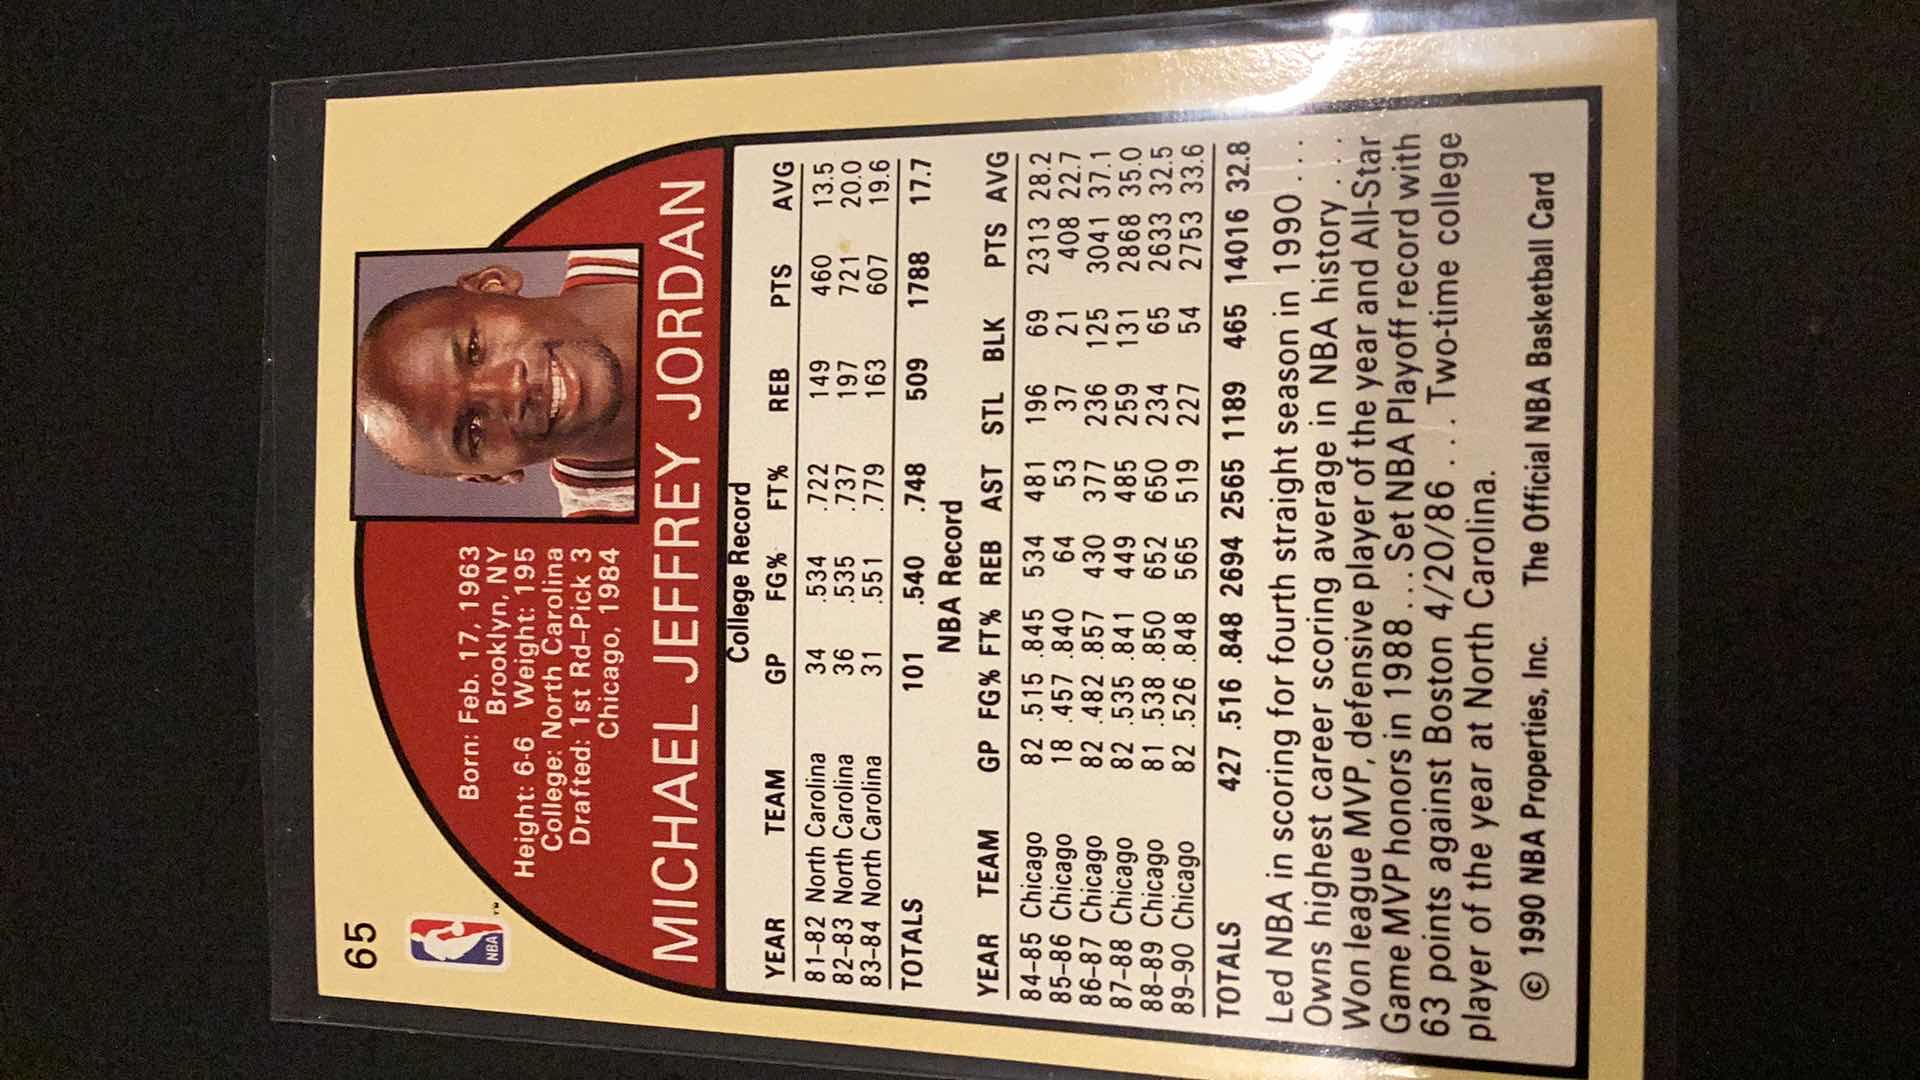 65
NBA
TM
Born: Feb. 17, 1963
Brooklyn, NY
Height: 6-6 Weight: 195
College: North Carolina
Drafted: 1st Rd-Pick 3
Chicago, 1984
MICHAEL JEFFREY JORDAN
College Record
YEAR TEAM GP FG% FT% REB PTS AVG
81-82 North Carolina 34 .534 .722 149 460 13.5
82-83 North Carolina 36 .535 .737 197 721 20.0
83-84 North Carolina 31 .551 .779 163 607 19.6
TOTALS 101 .540 .748 509 1788 17.7
NBA Record
YEAR TEAM GP FG% FT% REB AST STL BLK PTS AVG
84-85 Chicago 82 .515 .845 534 481 196 69 2313 28.2
85-86 Chicago 18 .457 .840 64 53 37 21 408 22.7
86-87 Chicago 82 .482 .857 430 377 236 125 3041 37.1
87-88 Chicago 82 .535 .841 449 485 259 131 2868 35.0
88-89 Chicago 81 .538 .850 652 650 234 65 2633 32.5
89-90 Chicago 82 .526 .848 565 519 227 54 2753 33.6
TOTALS 427 .516 .848 2694 2565 1189 465 14016 32.8
Led NBA in scoring for fourth straight season in 1990 . . .
Owns highest career scoring average in NBA history . . .
Won league MVP, defensive player of the year and All-Star
Game MVP honors in 1988 . . . Set NBA Playoff record with
63 points against Boston 4/20/86 . . . Two-time college
player of the year at North Carolina.
© 1990 NBA Properties, Inc. The Official NBA Basketball Card